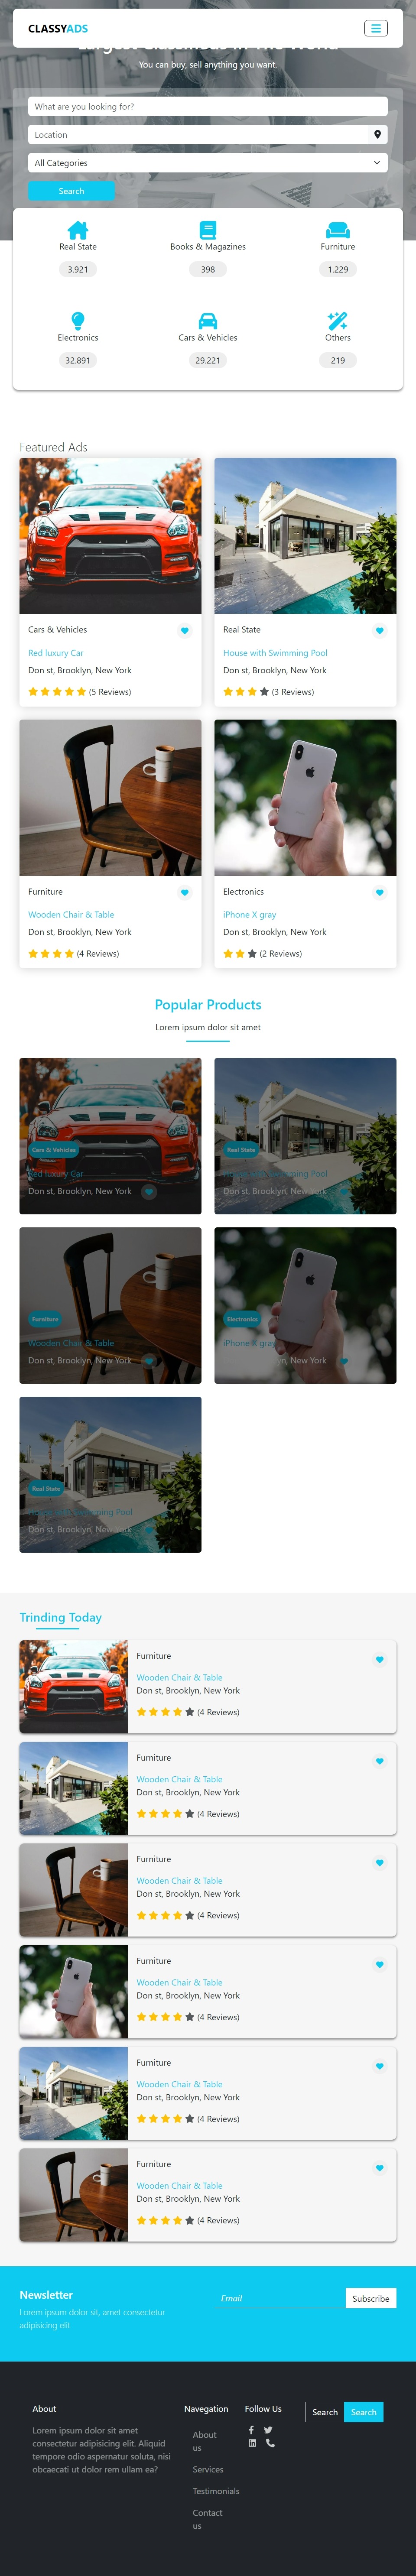 CLASSYADS
Largest Classifieds In The World
You can buy, sell anything you want.
What are you looking for?
Location
All Categories
Search
Real State
Books & Magazines
Furniture
3.921
398
1.229
Electronics
Cars & Vehicles
Others
32.891
29.221
219
Featured Ads
Cars & Vehicles
Red luxury Car
Don st, Brooklyn, New York
(5 Reviews)
Real State
House with Swimming Pool
Don st, Brooklyn, New York
(3 Reviews)
Furniture
Wooden Chair & Table
Don st, Brooklyn, New York
(4 Reviews)
Electronics
iPhone X gray
Don st, Brooklyn, New York
(2 Reviews)
Popular Products
Lorem ipsum dolor sit amet
Cars & Vehicles
Red luxury Car
Don st, Brooklyn, New York
Real State
House with Swimming Pool
Don st, Brooklyn, New York
Furniture
Wooden Chair & Table
Don st, Brooklyn, New York
Electronics
iPhone X gray
Don st, Brooklyn, New York
Real State
House with Swimming Pool
Don st, Brooklyn, New York
Trinding Today
Furniture
Wooden Chair & Table
Don st, Brooklyn, New York
(4 Reviews)
Furniture
Wooden Chair & Table
Don st, Brooklyn, New York
(4 Reviews)
Furniture
Wooden Chair & Table
Don st, Brooklyn, New York
(4 Reviews)
Furniture
Wooden Chair & Table
Don st, Brooklyn, New York
(4 Reviews)
Furniture
Wooden Chair & Table
Don st, Brooklyn, New York
(4 Reviews)
Furniture
Wooden Chair & Table
Don st, Brooklyn, New York
(4 Reviews)
Newsletter
Lorem ipsum dolor sit, amet consectetur
adipisicing elit
Email
Subscribe
About
Lorem ipsum dolor sit amet
consectetur adipisicing elit. Aliquid
tempore odio aspernatur soluta, nisi
obcaecati ut dolor rem ullam ea?
Navegation
About
us
Services
Testimonials
Contact
us
Follow Us
Search
Search